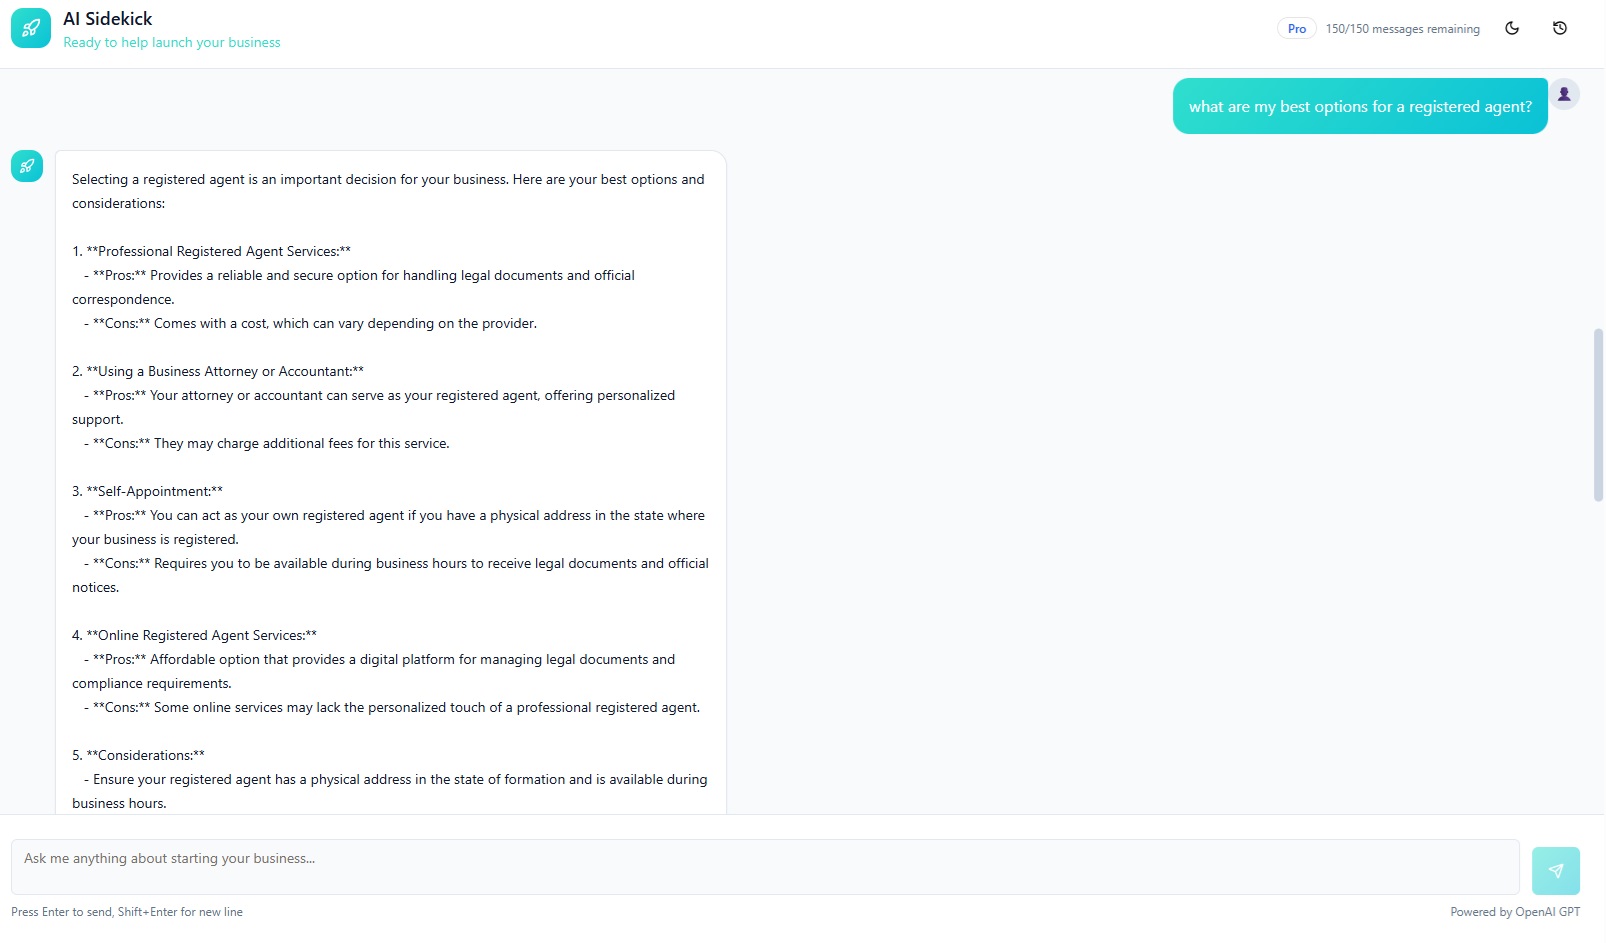 AI Sidekick
Ready to help launch your business
Pro
150/150 messages remaining
what are my best options for a registered agent?
Selecting a registered agent is an important decision for your business. Here are your best options and
considerations:
1. **Professional Registered Agent Services:**
- **Pros:** Provides a reliable and secure option for handling legal documents and official
correspondence.
- **Cons:** Comes with a cost, which can vary depending on the provider.
2. **Using a Business Attorney or Accountant:**
- **Pros:** Your attorney or accountant can serve as your registered agent, offering personalized
support.
- **Cons:** They may charge additional fees for this service.
3. **Self-Appointment:**
- **Pros:** You can act as your own registered agent if you have a physical address in the state where
your business is registered.
- **Cons:** Requires you to be available during business hours to receive legal documents and official
notices.
4. **Online Registered Agent Services:**
- **Pros:** Affordable option that provides a digital platform for managing legal documents and
compliance requirements.
- **Cons:** Some online services may lack the personalized touch of a professional registered agent.
5. **Considerations:**
- Ensure your registered agent has a physical address in the state of formation and is available during
business hours.
Ask me anything about starting your business...
Press Enter to send, Shift+Enter for new line
Powered by OpenAI GPT